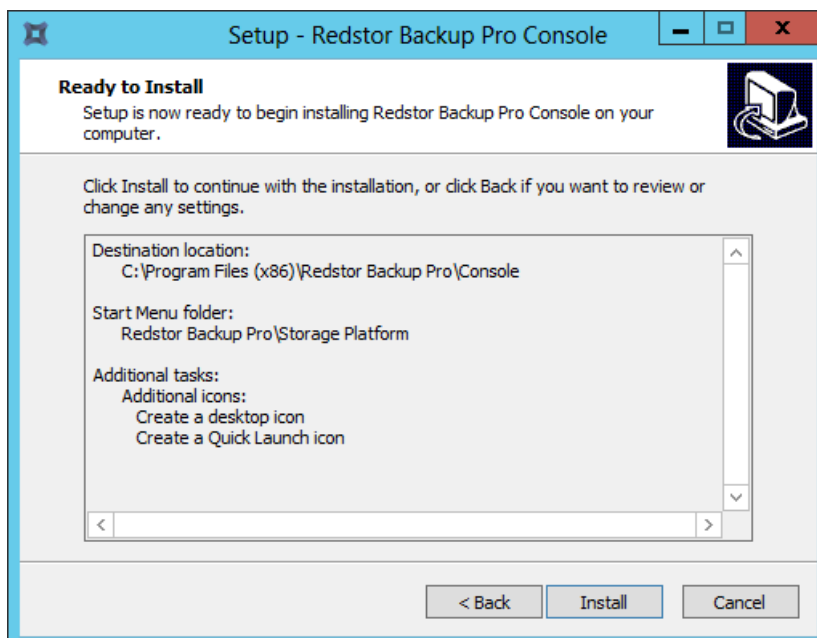 Setup - Redstor Backup Pro Console
Ready to Install
Setup is now ready to begin installing Redstor Backup Pro Console on your
computer.
Click Install to continue with the installation, or click Back if you want to review or
change any settings.
Destination location:
C:\Program Files (x86)\Redstor Backup Pro\Console
Start Menu folder:
Redstor Backup Pro\Storage Platform
Additional tasks:
Additional icons:
Create a desktop icon
Create a Quick Launch icon
< Back Install Cancel